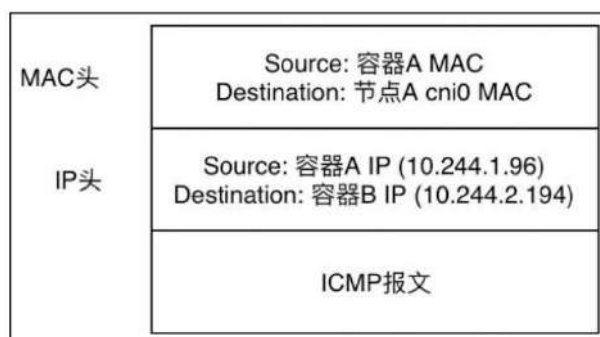 MAC头
Source: 容器A MAC
Destination: 节点A cni0 MAC
IP头
Source: 容器A IP (10.244.1.96)
Destination: 容器B IP (10.244.2.194)
ICMP报文